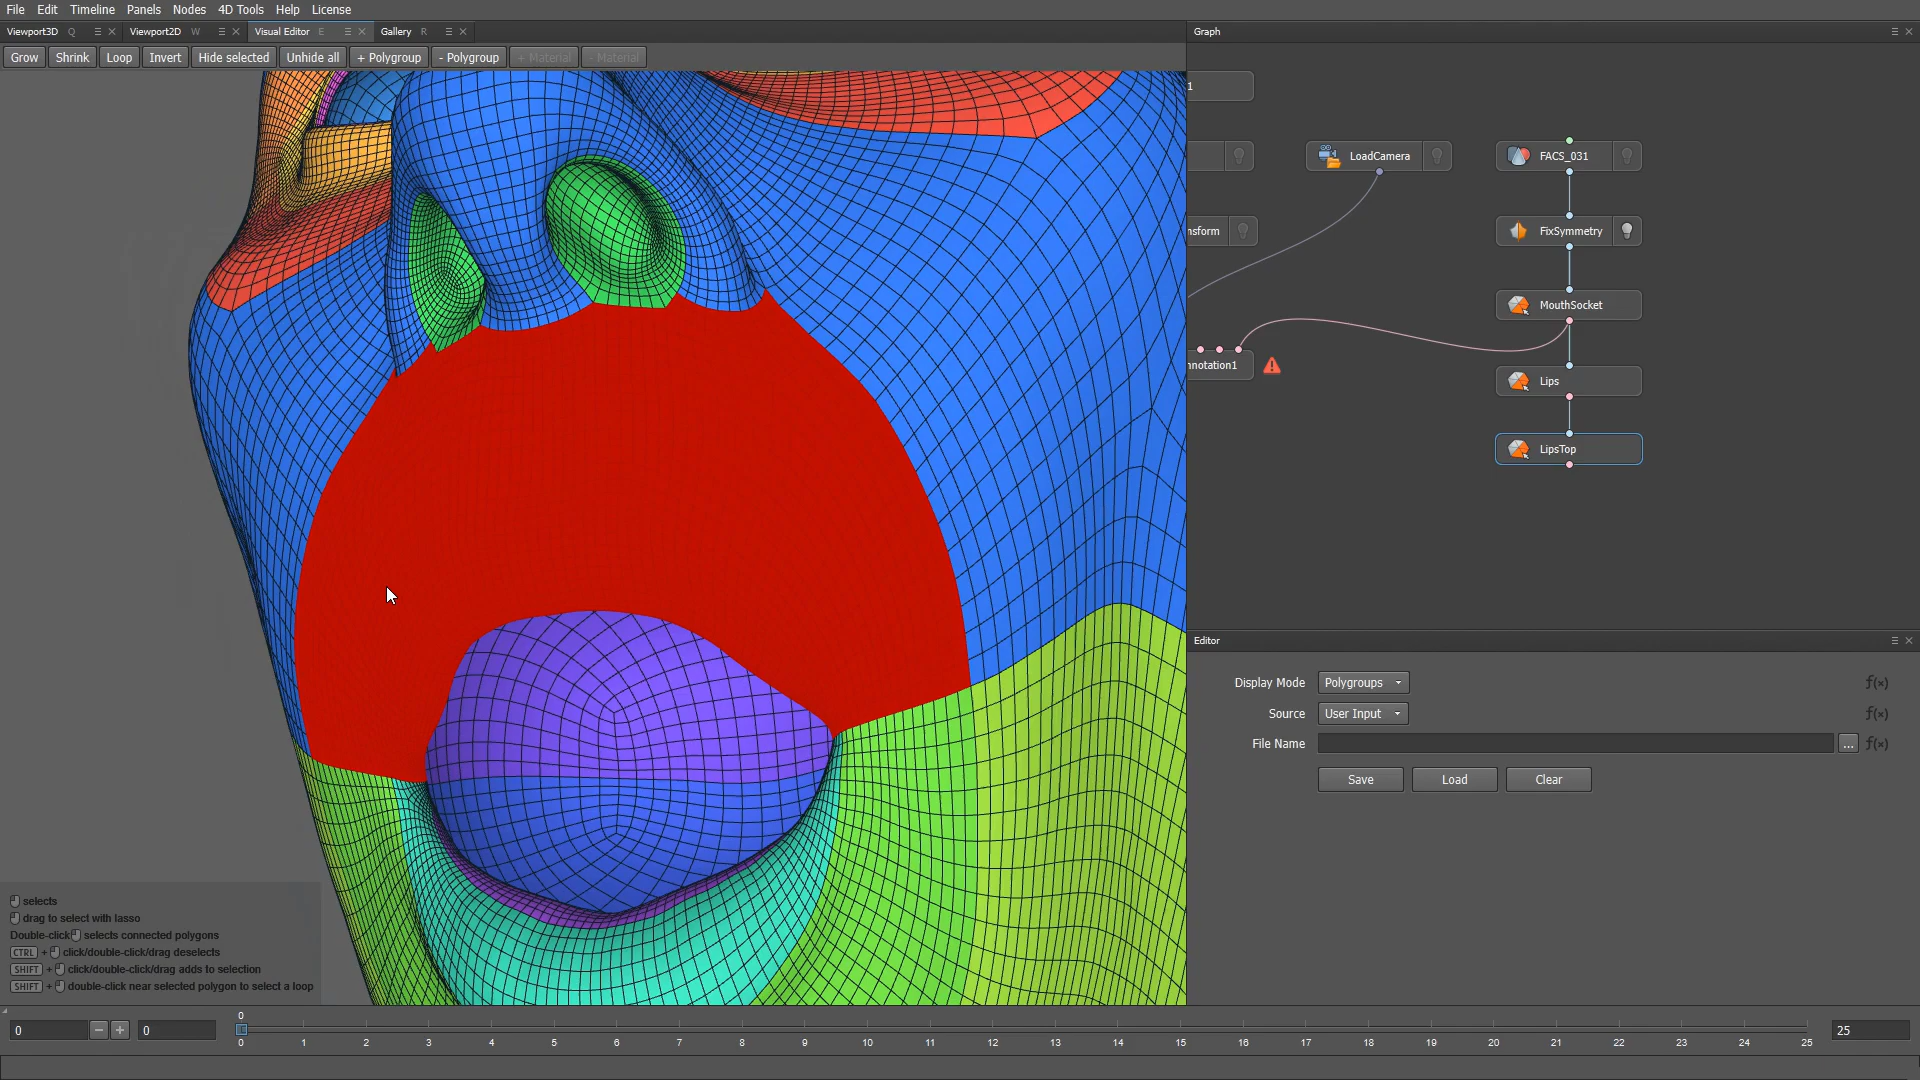 File Edit Timeline Panels Nodes 4D Tools Help License
Viewport3D Q Viewport2D W Visual Editor E Gallery R
Grow Shrink Loop Invert Hide selected Unhide all + Polygroup - Polygroup + Material - Material
selects
drag to select with lasso
Double-click selects connected polygons
CTRL + click/double-click/drag deselects
SHIFT + click/double-click/drag adds to selection
SHIFT + double-click near selected polygon to select a loop
Graph
1
LoadCamera
FACS_031
nsform
FixSymmetry
MouthSocket
nnotation1
Lips
LipsTop
Editor
Display Mode Polygroups f(x)
Source User Input f(x)
File Name ... f(x)
Save Load Clear
0
0 − + 0 25
0 1 2 3 4 5 6 7 8 9 10 11 12 13 14 15 16 17 18 19 20 21 22 23 24 25